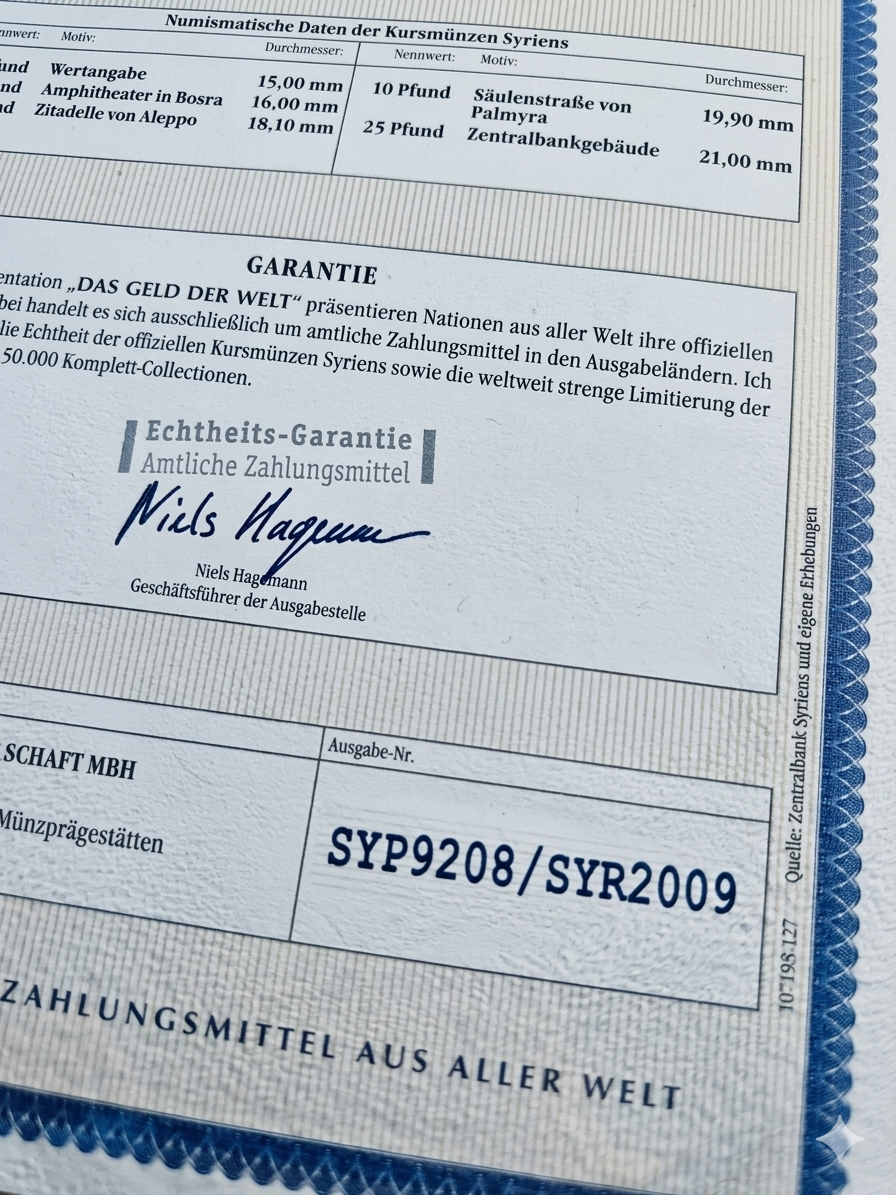 Numismatische Daten der Kursmünzen Syriens
Motiv: Durchmesser: Nennwert: Motiv: Durchmesser:
Wertangabe 15,00 mm
Amphitheater in Bosra 16,00 mm
Zitadelle von Aleppo 18,10 mm
10 Pfund Säulenstraße von
Palmyra 19,90 mm
25 Pfund Zentralbankgebäude 21,00 mm
GARANTIE
„DAS GELD DER WELT“ präsentieren Nationen aus aller Welt ihre offiziellen
handelt es sich ausschließlich um amtliche Zahlungsmittel in den Ausgabeländern. Ich
Echtheit der offiziellen Kursmünzen Syriens sowie die weltweit strenge Limitierung der
50.000 Komplett-Collectionen.
Echtheits-Garantie
Amtliche Zahlungsmittel
Niels Hagemann
Niels Hagemann
Geschäftsführer der Ausgabestelle
SCHAFT MBH
Münzprägestätten
Ausgabe-Nr.
SYP9208/SYR2009
ZAHLUNGSMITTEL AUS ALLER WELT
Quelle: Zentralbank Syriens und eigene Erhebungen